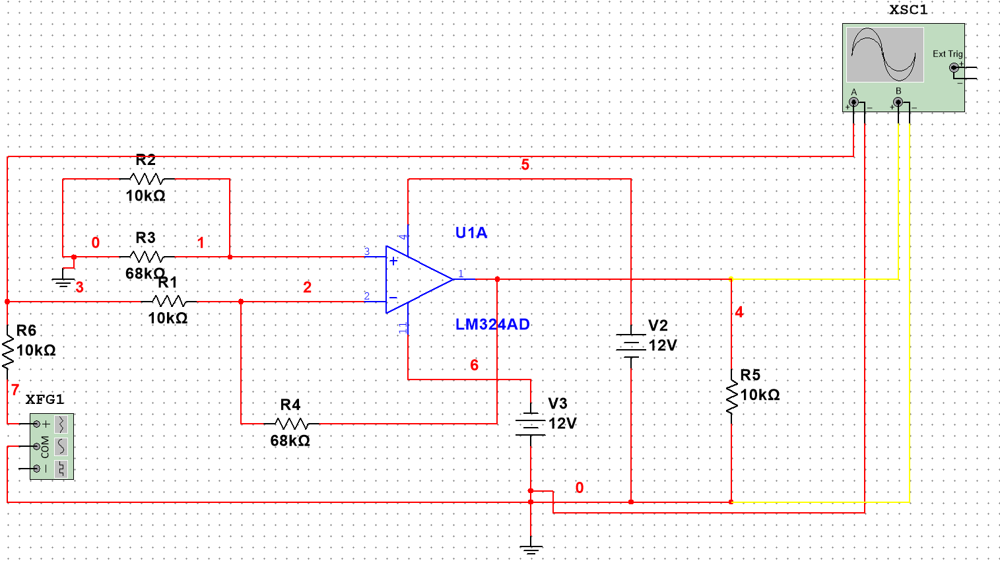 XSC1
Ext Trig
+
−
A
B
+ − + −
R2
10kΩ
5
R3
0 1
68kΩ
U1A
4
3
+
1
2
−
11
LM324AD
3
R1
10kΩ
2
4
R6
10kΩ
V2
12V
6
7
R5
10kΩ
XFG1
+
COM
−
R4
68kΩ
V3
12V
0